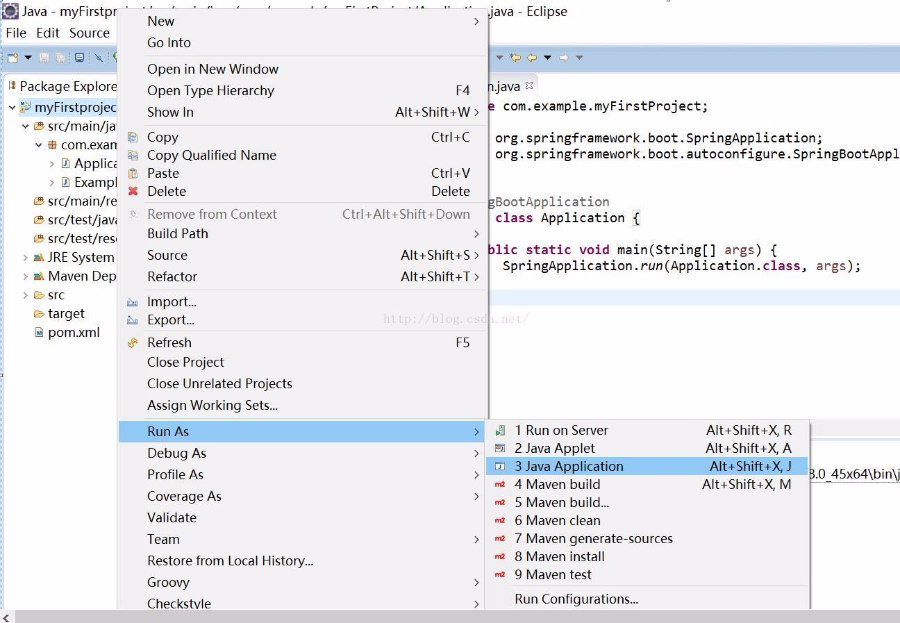 Java - myFirstproject
Application.java - Eclipse
File Edit Source
Package Explore
myFirstprojec
src/main/ja
com.exam
Applica
Exampl
src/main/re
src/test/java
src/test/reso
JRE System
Maven Dep
src
target
pom.xml
New
Go Into
Open in New Window
Open Type Hierarchy F4
Show In Alt+Shift+W
Copy Ctrl+C
Copy Qualified Name
Paste Ctrl+V
Delete Delete
Remove from Context Ctrl+Alt+Shift+Down
Build Path
Source Alt+Shift+S
Refactor Alt+Shift+T
Import...
Export...
Refresh F5
Close Project
Close Unrelated Projects
Assign Working Sets...
Run As
Debug As
Profile As
Coverage As
Validate
Team
Restore from Local History...
Groovy
Checkstyle
n.java
e com.example.myFirstProject;
org.springframework.boot.SpringApplication;
org.springframework.boot.autoconfigure.SpringBootAppl
gBootApplication
class Application {
blic static void main(String[] args) {
SpringApplication.run(Application.class, args);
http://blog.csdn.net/
1 Run on Server Alt+Shift+X, R
2 Java Applet Alt+Shift+X, A
3 Java Application Alt+Shift+X, J
4 Maven build Alt+Shift+X, M
5 Maven build...
6 Maven clean
7 Maven generate-sources
8 Maven install
9 Maven test
Run Configurations...
8.0_45x64\bin\j